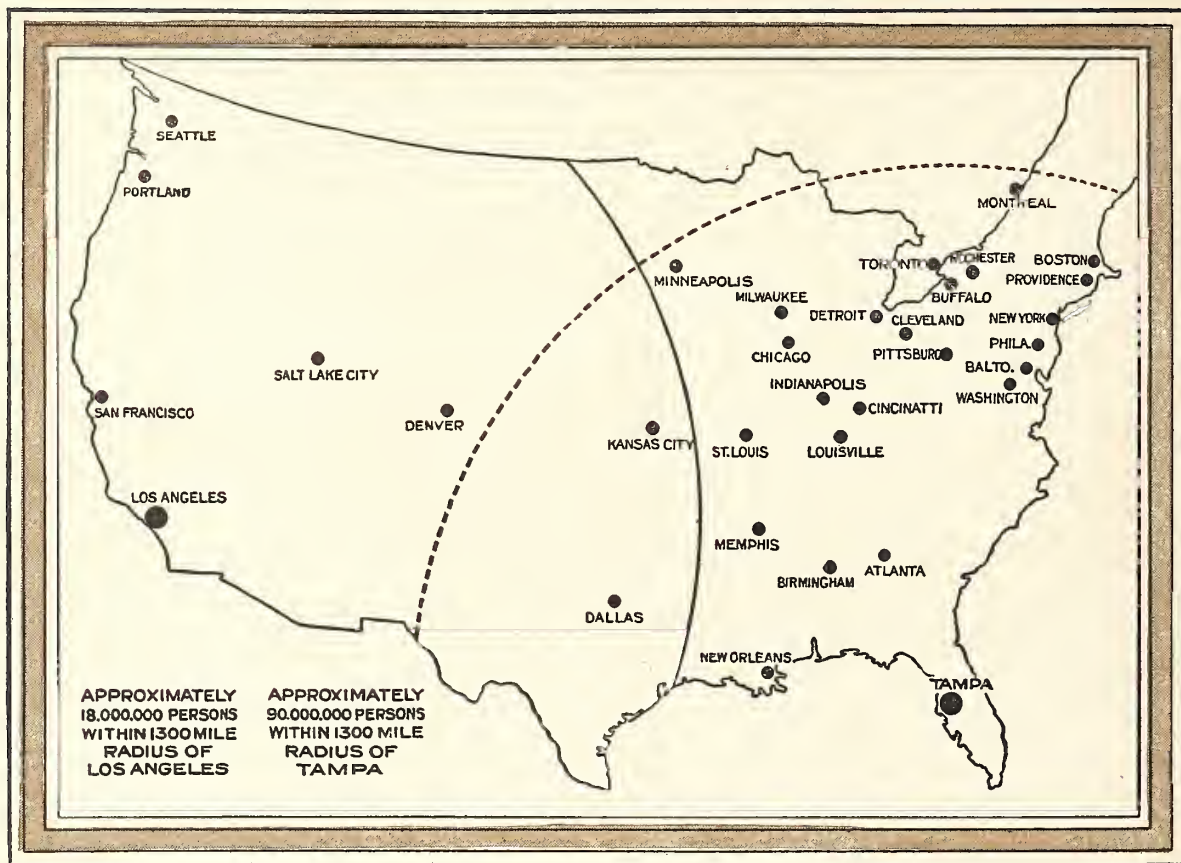 SEATTLE
PORTLAND
MONTREAL
TORONTO
ROCHESTER
BOSTON
MINNEAPOLIS
PROVIDENCE
BUFFALO
MILWAUKEE
DETROIT
CLEVELAND
NEW YORK
CHICAGO
PITTSBURG
PHILA.
SALT LAKE CITY
BALTO.
INDIANAPOLIS
WASHINGTON
SAN FRANCISCO
CINCINATTI
DENVER
KANSAS CITY
ST. LOUIS
LOUISVILLE
LOS ANGELES
MEMPHIS
BIRMINGHAM
ATLANTA
DALLAS
NEW ORLEANS
TAMPA
APPROXIMATELY
18.000.000 PERSONS
WITHIN 1300 MILE
RADIUS OF
LOS ANGELES
APPROXIMATELY
90.000.000 PERSONS
WITHIN 1300 MILE
RADIUS OF
TAMPA